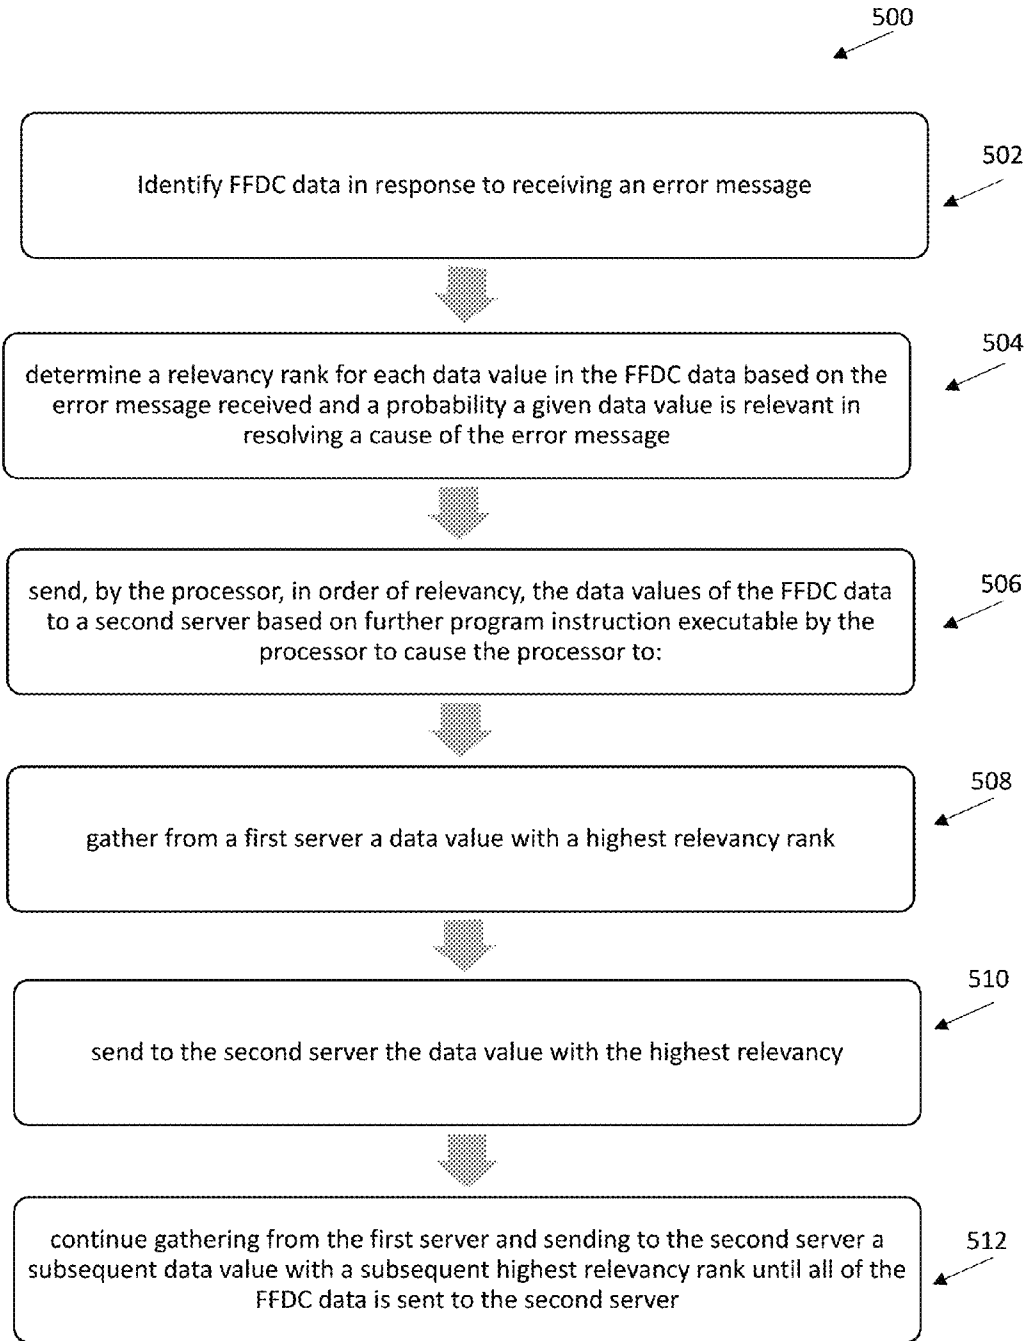 500
Identify FFDC data in response to receiving an error message
502
determine a relevancy rank for each data value in the FFDC data based on the
error message received and a probability a given data value is relevant in
resolving a cause of the error message
504
send, by the processor, in order of relevancy, the data values of the FFDC data
to a second server based on further program instruction executable by the
processor to cause the processor to:
506
gather from a first server a data value with a highest relevancy rank
508
send to the second server the data value with the highest relevancy
510
continue gathering from the first server and sending to the second server a
subsequent data value with a subsequent highest relevancy rank until all of the
FFDC data is sent to the second server
512